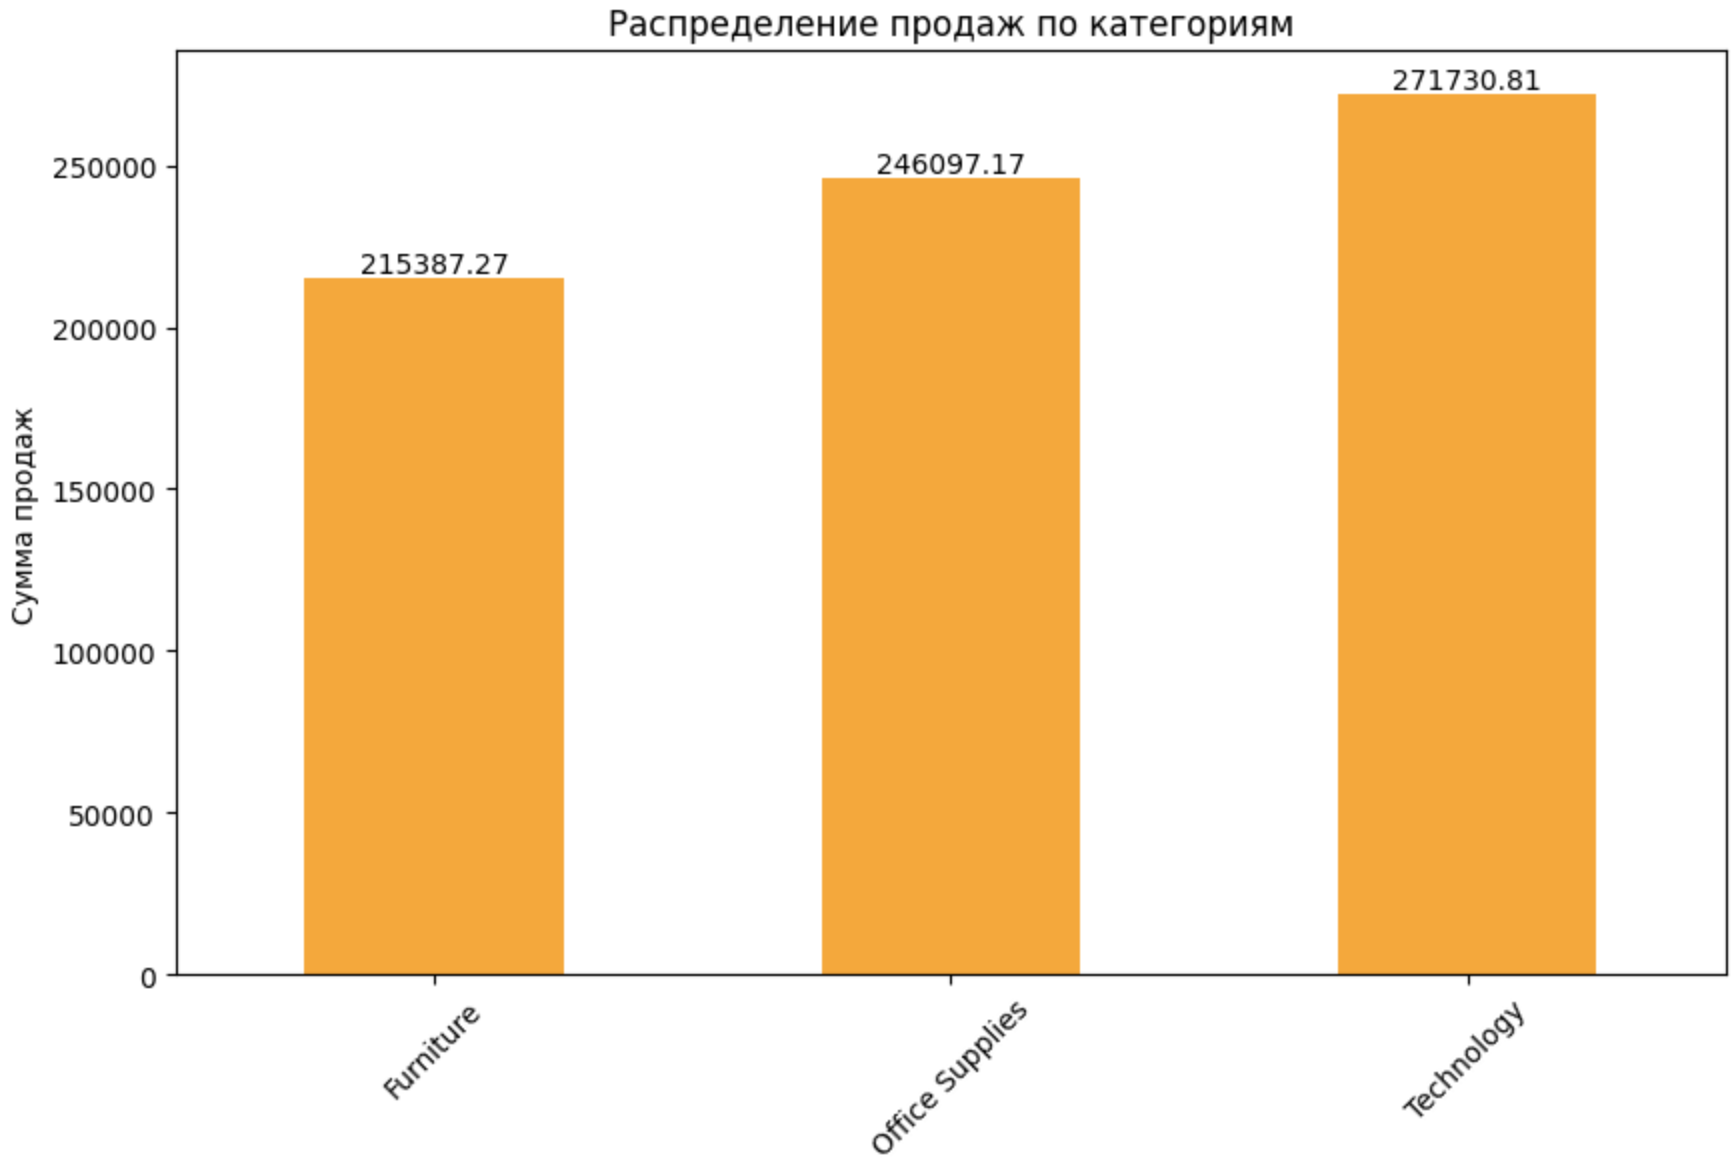 Распределение продаж по категориям
271730.81
246097.17
215387.27
250000
200000
150000
100000
50000
0
Сумма продаж
Furniture
Office Supplies
Technology